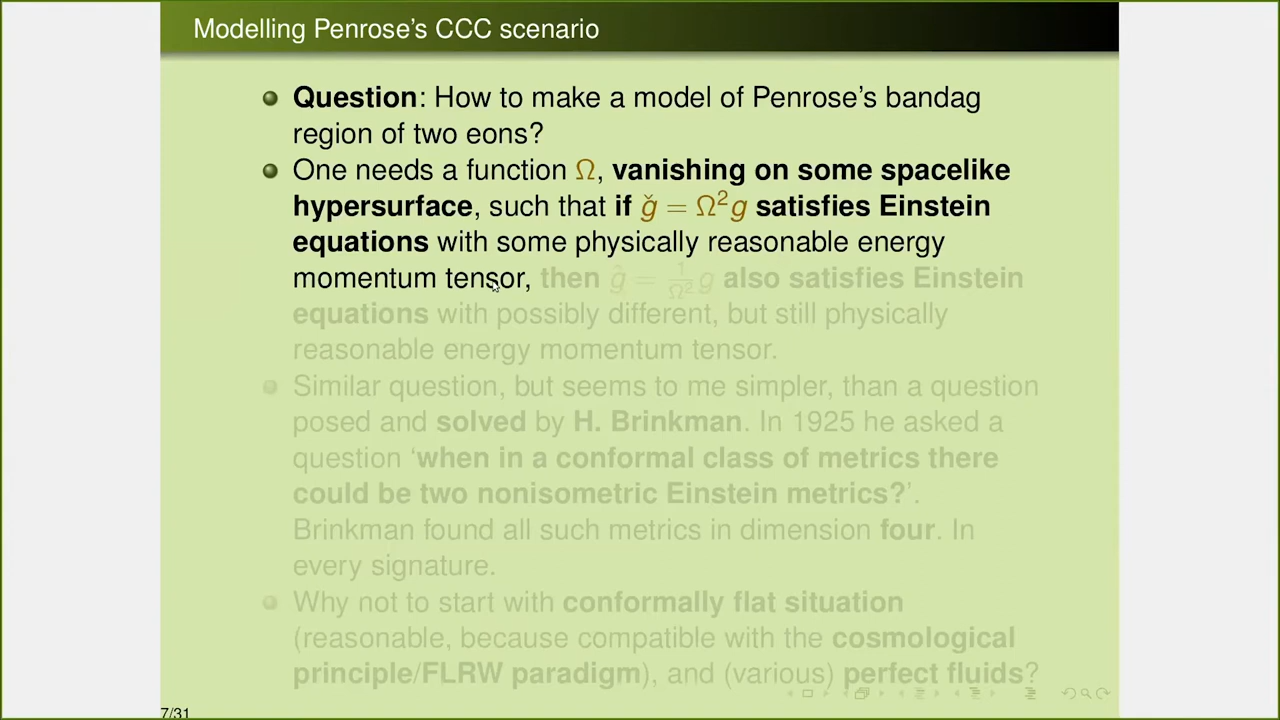 Modelling Penrose's CCC scenario
Question: How to make a model of Penrose's bandag
region of two eons?
One needs a function Ω, vanishing on some spacelike
hypersurface, such that if ǧ = Ω²g satisfies Einstein
equations with some physically reasonable energy
momentum tensor, then ĝ = 1/Ω² g also satisfies Einstein
equations with possibly different, but still physically
reasonable energy momentum tensor.
Similar question, but seems to me simpler, than a question
posed and solved by H. Brinkman. In 1925 he asked a
question 'when in a conformal class of metrics there
could be two nonisometric Einstein metrics?'.
Brinkman found all such metrics in dimension four. In
every signature.
Why not to start with conformally flat situation
(reasonable, because compatible with the cosmological
principle/FLRW paradigm), and (various) perfect fluids?
7/31